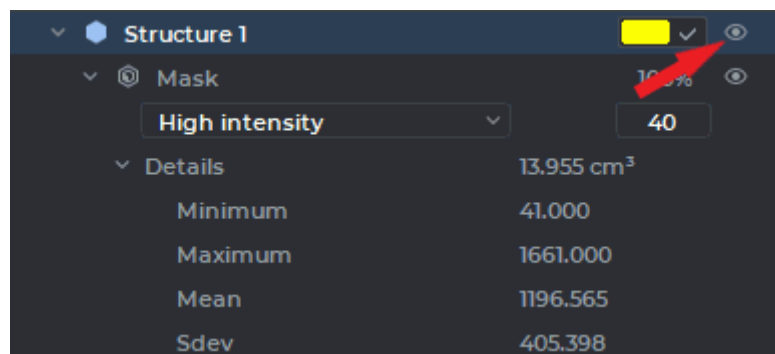 Structure 1
Mask 100%
High intensity 40
Details 13.955 cm³
Minimum 41.000
Maximum 1661.000
Mean 1196.565
Sdev 405.398